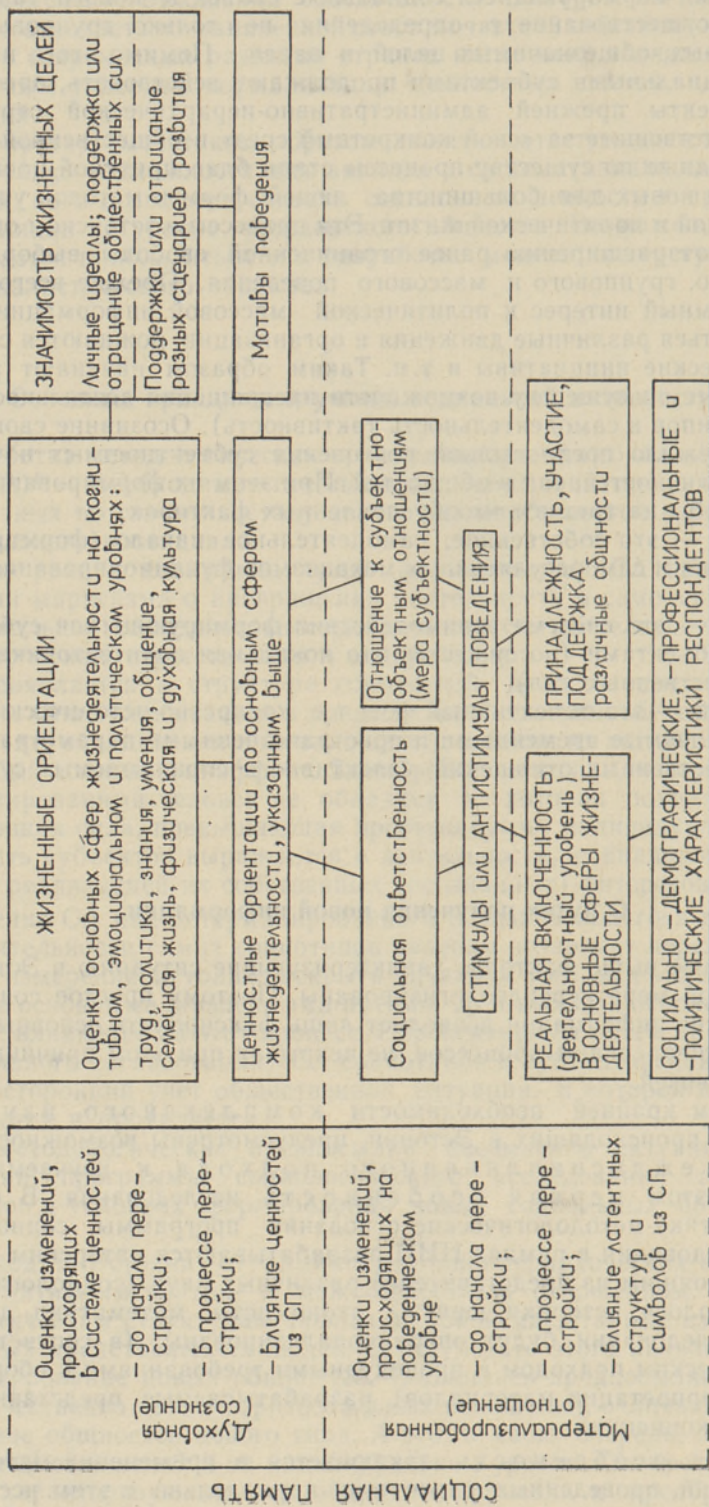 СОЦИАЛЬНАЯ ПАМЯТЬ
Духовная
(сознание)
Оценки изменений,
происходящих
в системе ценностей
– до начала пере–
стройки;
– в процессе пере–
стройки;
– влияние ценностей
из СП
Материализированная
(отношение)
Оценки изменений,
происходящих на
поведенческом
уровне
– до начала пере–
стройки;
– в процессе пере–
стройки;
– влияние латентных
структур и
символов из СП.
ЖИЗНЕННЫЕ ОРИЕНТАЦИИ
Оценки основных сфер жизнедеятельности на когни–
тивном, эмоциональном и политическом уровнях:
труд, политика, знания, умения, общение,
семейная жизнь, физическая и духовная культура
Ценностные ориентации к основным сферам
жизнедеятельности, указанным выше
ЗНАЧИМОСТЬ ЖИЗНЕННЫХ ЦЕЛЕЙ
Личные идеалы; поддержка или
отрицание общественных сил
Поддержка или отрицание
разных сценариев развития
Мотивы поведения
Социальная ответственность
Отношение к субъектно–
объектным отношениям
(мера субъектности)
СТИМУЛЫ или АНТИСТИМУЛЫ ПОВЕДЕНИЯ
РЕАЛЬНАЯ ВКЛЮЧЕННОСТЬ
(деятельностный уровень)
В ОСНОВНЫЕ СФЕРЫ ЖИЗНЕ–
ДЕЯТЕЛЬНОСТИ
ПРИНАДЛЕЖНОСТЬ, УЧАСТИЕ,
ПОДДЕРЖКА
различные общности
СОЦИАЛЬНО – ДЕМОГРАФИЧЕСКИЕ, –ПРОФЕССИОНАЛЬНЫЕ и
–ПОЛИТИЧЕСКИЕ ХАРАКТЕРИСТИКИ РЕСПОНДЕНТОВ